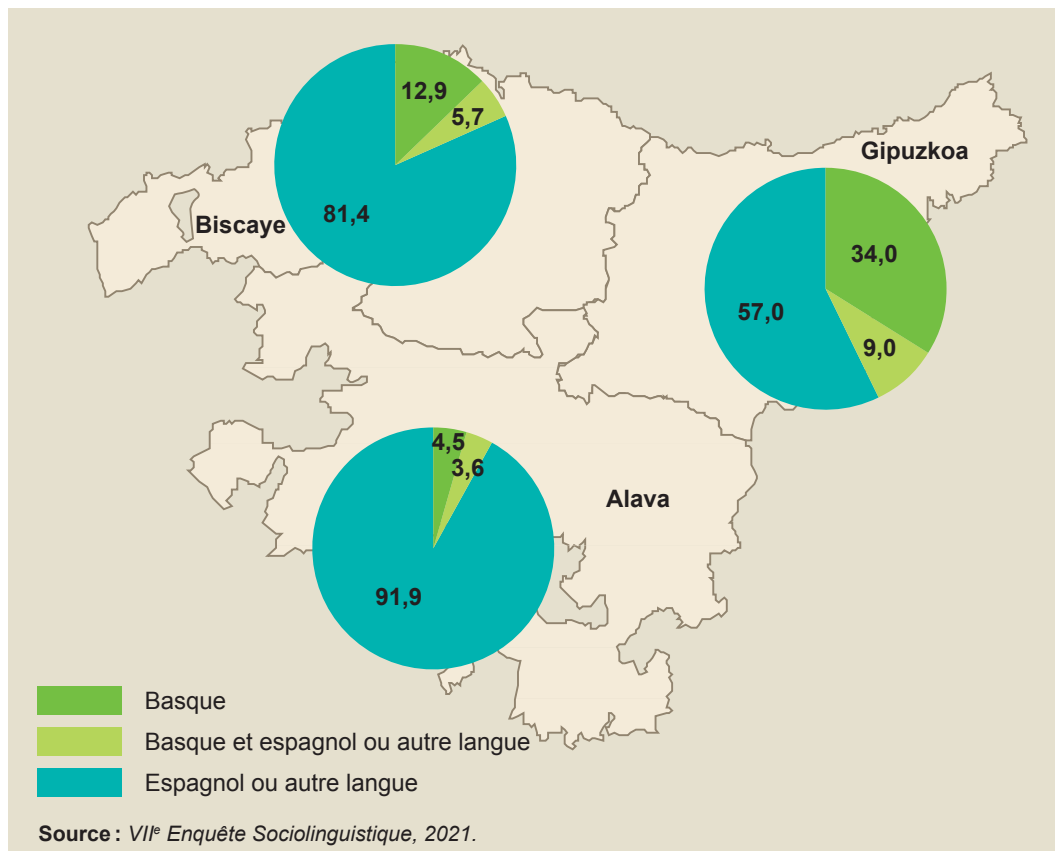 12,9
5,7
81,4
Biscaye
Gipuzkoa
34,0
9,0
57,0
4,5
3,6
91,9
Alava
Basque
Basque et espagnol ou autre langue
Espagnol ou autre langue
Source : VIIe Enquête Sociolinguistique, 2021.